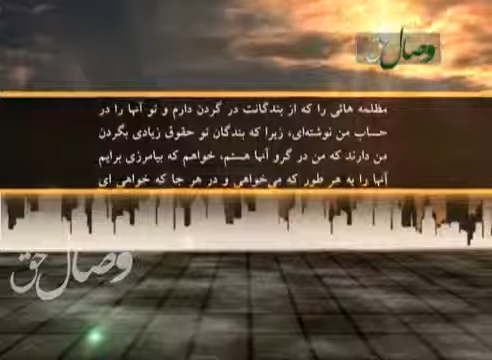 وصال حق
مظلمه هائی را که از بندگانت در گردن دارم و تو آنها را در
حساب من نوشته‌ای، زیرا که بندگان تو حقوق زیادی بگردن
من دارند که من در گرو آنها هستم، خواهم که بیامرزی برایم
آنها را به هر طور که می‌خواهی و در هر جا که خواهی ای
وصال حق